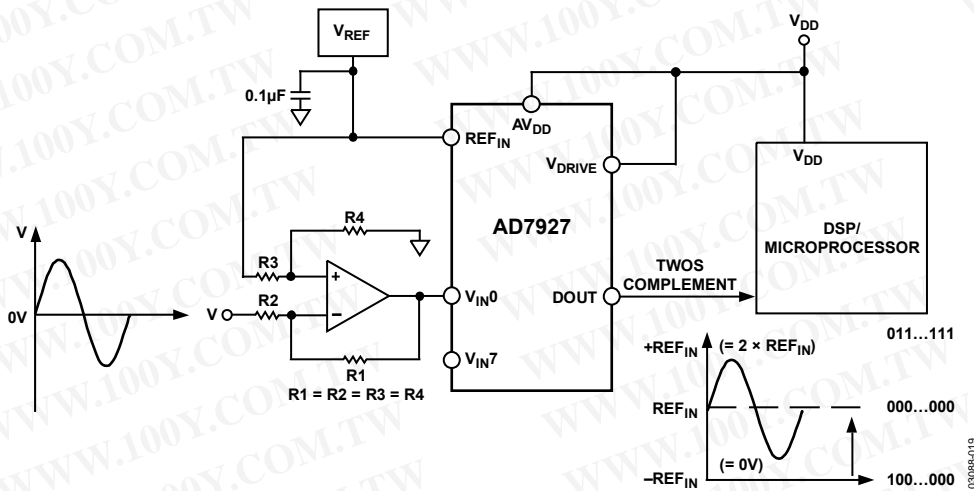 VREF
VDD
0.1µF
AVDD
REFIN
VDRIVE
VDD
AD7927
DSP/
MICROPROCESSOR
V
R4
R3
+
TWOS
COMPLEMENT
0V
R2
V
−
VIN0
DOUT
R1
VIN7
R1 = R2 = R3 = R4
+REFIN
(= 2 × REFIN)
011…111
REFIN
000…000
(= 0V)
−REFIN
100…000
03088-019
WWW.100Y.COM.TW